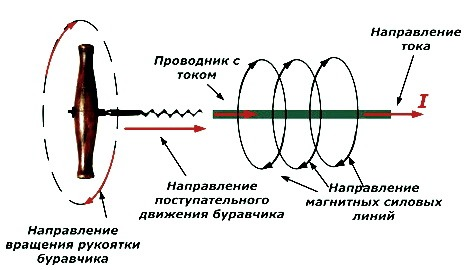 Направление
тока
Проводник с
током
I
Направление
поступательного
движения буравчика
Направление
магнитных силовых
линий
Направление
вращения рукоятки
буравчика